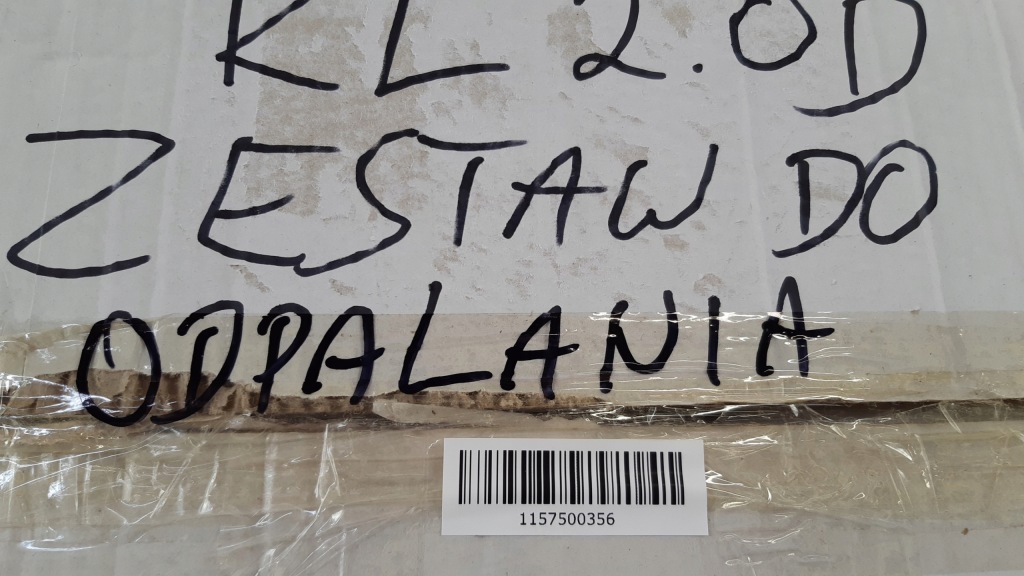 KL 2.0D
ZESTAW DO
ODPALANIA
1157500356